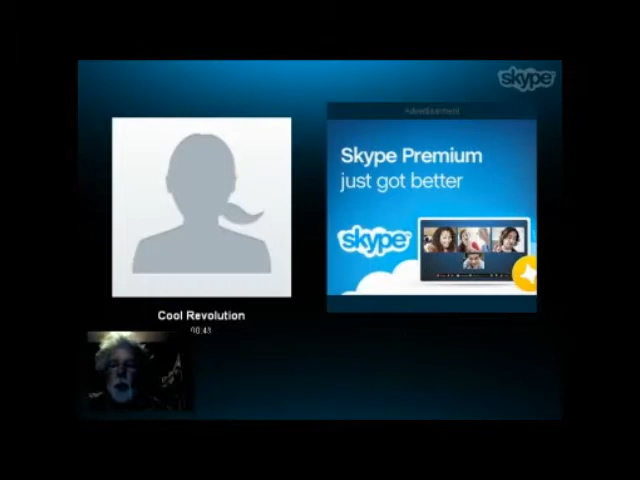 skype
Advertisement
Skype Premium
just got better
skype
Cool Revolution
00:43